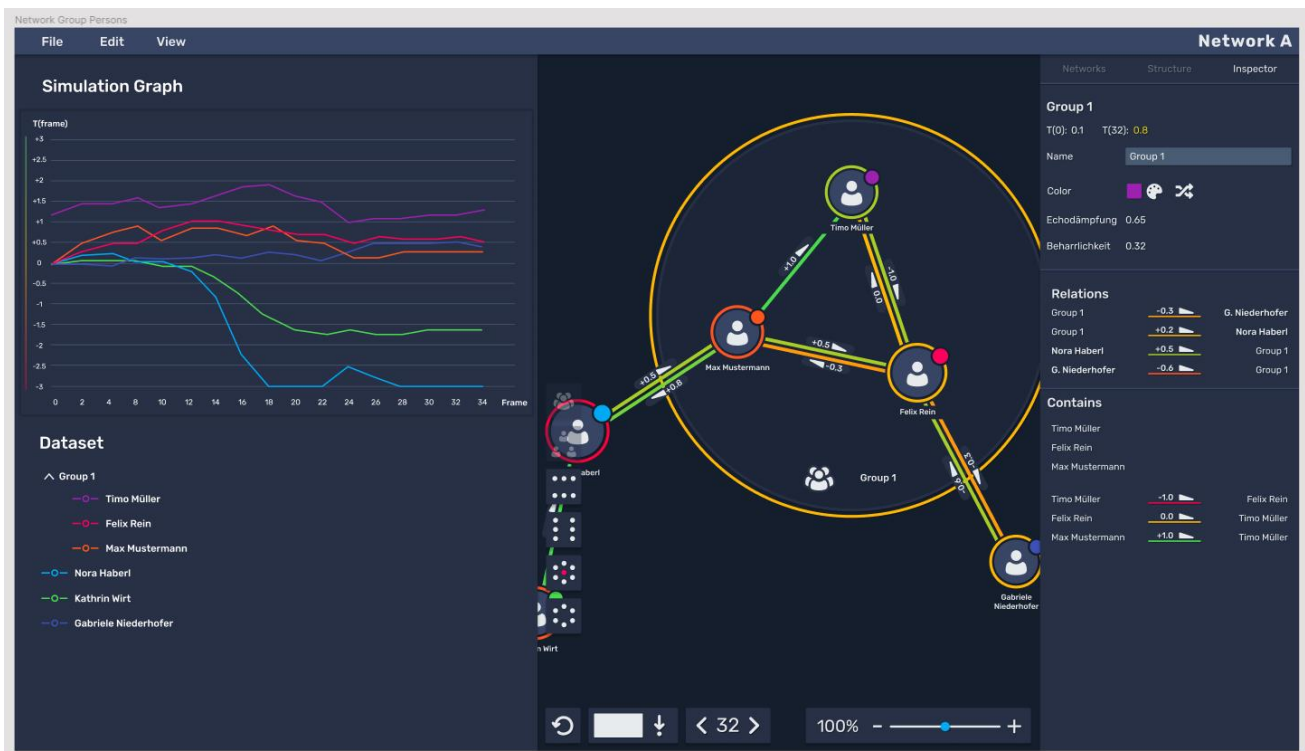 Network Group Persons
File Edit View
Network A
Simulation Graph
T(frame)
+3
+2.5
+2
+1.5
+1
+0.5
0
-0.5
-1
-1.5
-2
-2.5
-3
0 2 4 8 10 12 14 16 18 20 22 24 26 28 30 32 34 Frame
Dataset
Group 1
Timo Müller
Felix Rein
Max Mustermann
Nora Haberl
Kathrin Wirt
Gabriele Niederhofer
Timo Müller
+1.0
-1.0
0.0
Max Mustermann
+0.5
-0.3
Felix Rein
+0.5
+0.8
aberl
Group 1
-0.3
-0.6
Gabriele
Niederhofer
n Wirt
32
100% - +
Networks Structure Inspector
Group 1
T(0): 0.1 T(32): 0.8
Name Group 1
Color
Echodämpfung 0.65
Beharrlichkeit 0.32
Relations
Group 1 -0.3 G. Niederhofer
Group 1 +0.2 Nora Haberl
Nora Haberl +0.5 Group 1
G. Niederhofer -0.6 Group 1
Contains
Timo Müller
Felix Rein
Max Mustermann
Timo Müller -1.0 Felix Rein
Felix Rein 0.0 Timo Müller
Max Mustermann +1.0 Timo Müller